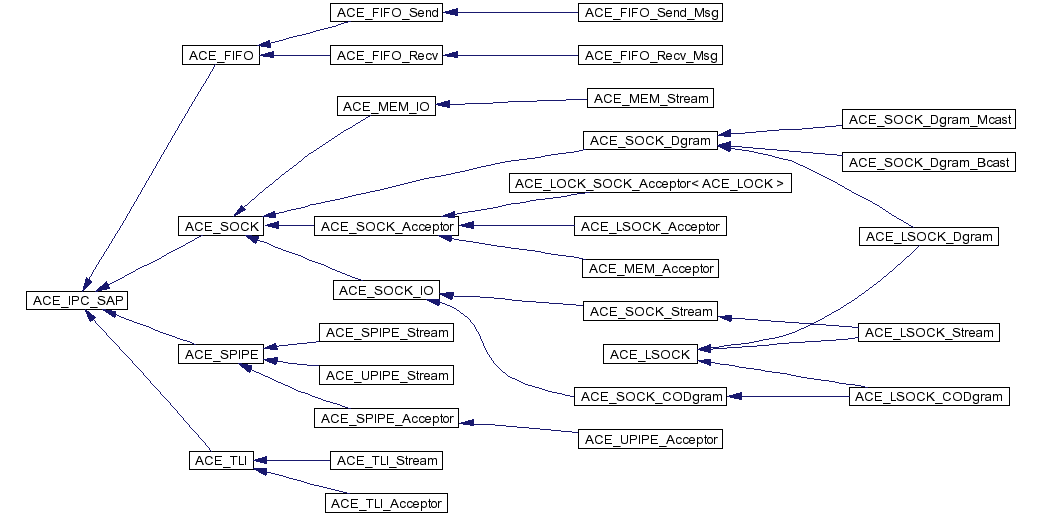 ACE_FIFO_Send
ACE_FIFO_Send_Msg
ACE_FIFO
ACE_FIFO_Recv
ACE_FIFO_Recv_Msg
ACE_MEM_IO
ACE_MEM_Stream
ACE_SOCK_Dgram_Mcast
ACE_SOCK_Dgram
ACE_SOCK_Dgram_Bcast
ACE_LOCK_SOCK_Acceptor< ACE_LOCK >
ACE_SOCK
ACE_SOCK_Acceptor
ACE_LSOCK_Acceptor
ACE_LSOCK_Dgram
ACE_MEM_Acceptor
ACE_SOCK_IO
ACE_IPC_SAP
ACE_SOCK_Stream
ACE_SPIPE_Stream
ACE_LSOCK_Stream
ACE_SPIPE
ACE_LSOCK
ACE_UPIPE_Stream
ACE_SOCK_CODgram
ACE_LSOCK_CODgram
ACE_SPIPE_Acceptor
ACE_UPIPE_Acceptor
ACE_TLI
ACE_TLI_Stream
ACE_TLI_Acceptor